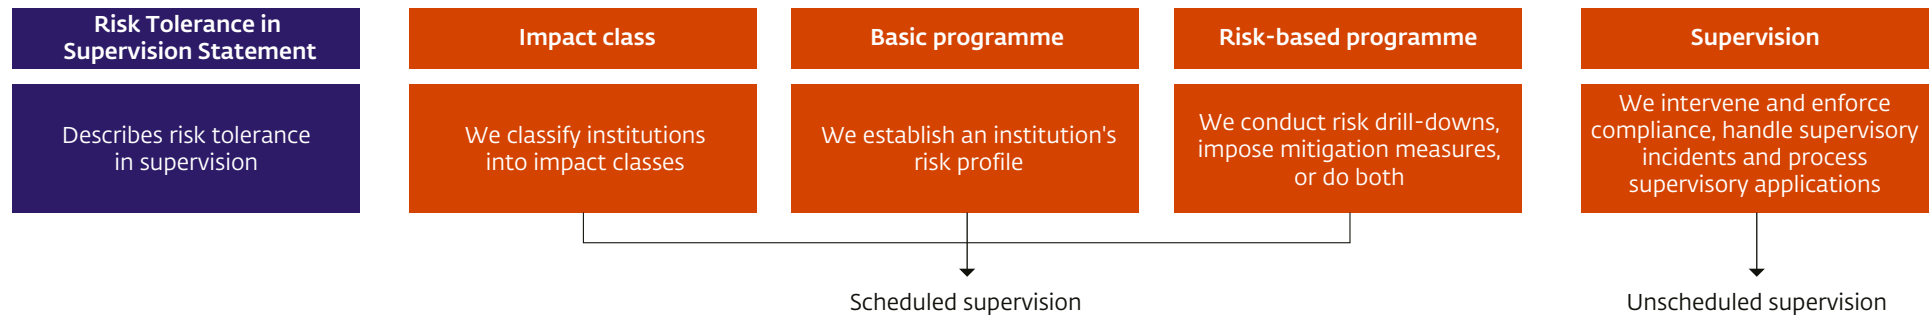 Risk Tolerance in
Supervision Statement
Describes risk tolerance
in supervision
Impact class
We classify institutions
into impact classes
Basic programme
We establish an institution's
risk profile
Risk-based programme
We conduct risk drill-downs,
impose mitigation measures,
or do both
Scheduled supervision
Supervision
We intervene and enforce
compliance, handle supervisory
incidents and process
supervisory applications
Unscheduled supervision